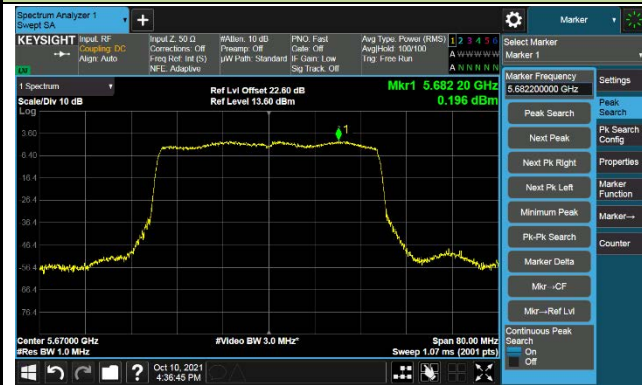 Spectrum Analyzer 1
Swept SA
+
Marker
KEYSIGHT
Input: RF
Coupling: DC
Align: Auto
Input Z: 50 Ω
Corrections: Off
Freq Ref: Int (S)
NFE: Adaptive
#Atten: 10 dB
Preamp: Off
µW Path: Standard
PNO: Fast
Gate: Off
IF Gain: Low
Sig Track: Off
Avg Type: Power (RMS)
Avg|Hold: 100/100
Trig: Free Run
1 2 3 4 5 6
A W W W W W
A N N N N N
LXI
Select Marker
Marker 1
1 Spectrum
Scale/Div 10 dB
Log
Ref Lvl Offset 22.60 dB
Ref Level 13.60 dBm
Mkr1 5.682 20 GHz
0.196 dBm
1
3.60
-6.40
-16.4
-26.4
-36.4
-46.4
-56.4
-66.4
-76.4
Center 5.67000 GHz
#Res BW 1.0 MHz
#Video BW 3.0 MHz*
Span 80.00 MHz
Sweep 1.07 ms (2001 pts)
Marker Frequency
5.682200000 GHz
Peak Search
Next Peak
Next Pk Right
Next Pk Left
Minimum Peak
Pk-Pk Search
Marker Delta
Mkr→CF
Mkr→Ref Lvl
Continuous Peak
Search
On
Off
Settings
Peak
Search
Pk Search
Config
Properties
Marker
Function
Marker→
Counter
?
Oct 10, 2021
4:36:45 PM